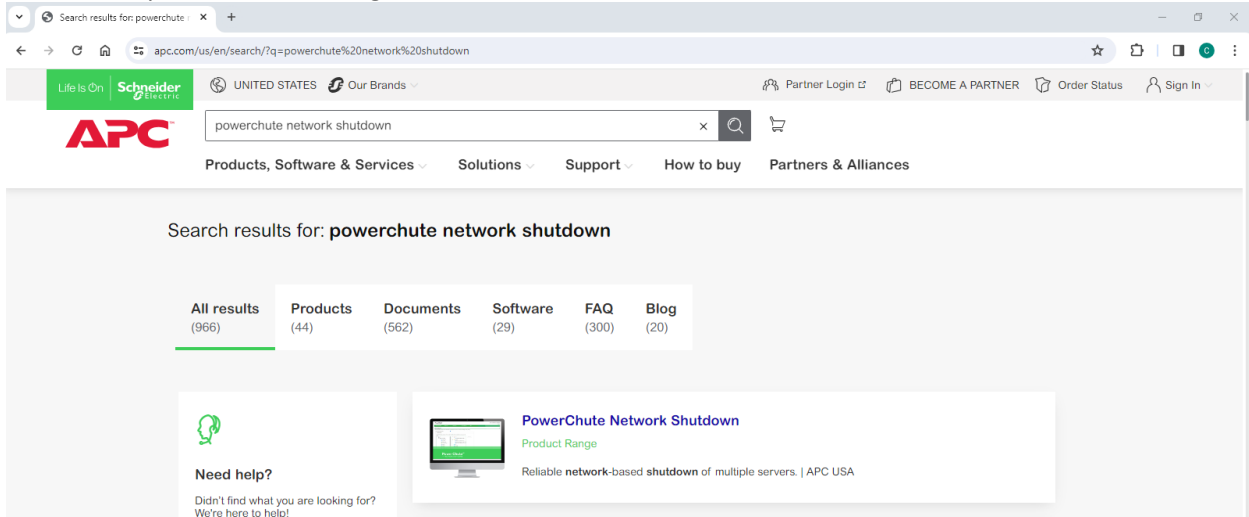 Search results for: powerchute
apc.com/us/en/search/?q=powerchute%20network%20shutdown
C
Life Is On | Schneider Electric
UNITED STATES Our Brands
Partner Login BECOME A PARTNER Order Status Sign In
APC
powerchute network shutdown
Products, Software & Services Solutions Support How to buy Partners & Alliances
Search results for: powerchute network shutdown
All results Products Documents Software FAQ Blog
(966) (44) (562) (29) (300) (20)
PowerChute Network Shutdown
Product Range
Reliable network-based shutdown of multiple servers. | APC USA
Need help?
Didn't find what you are looking for?
We're here to help!